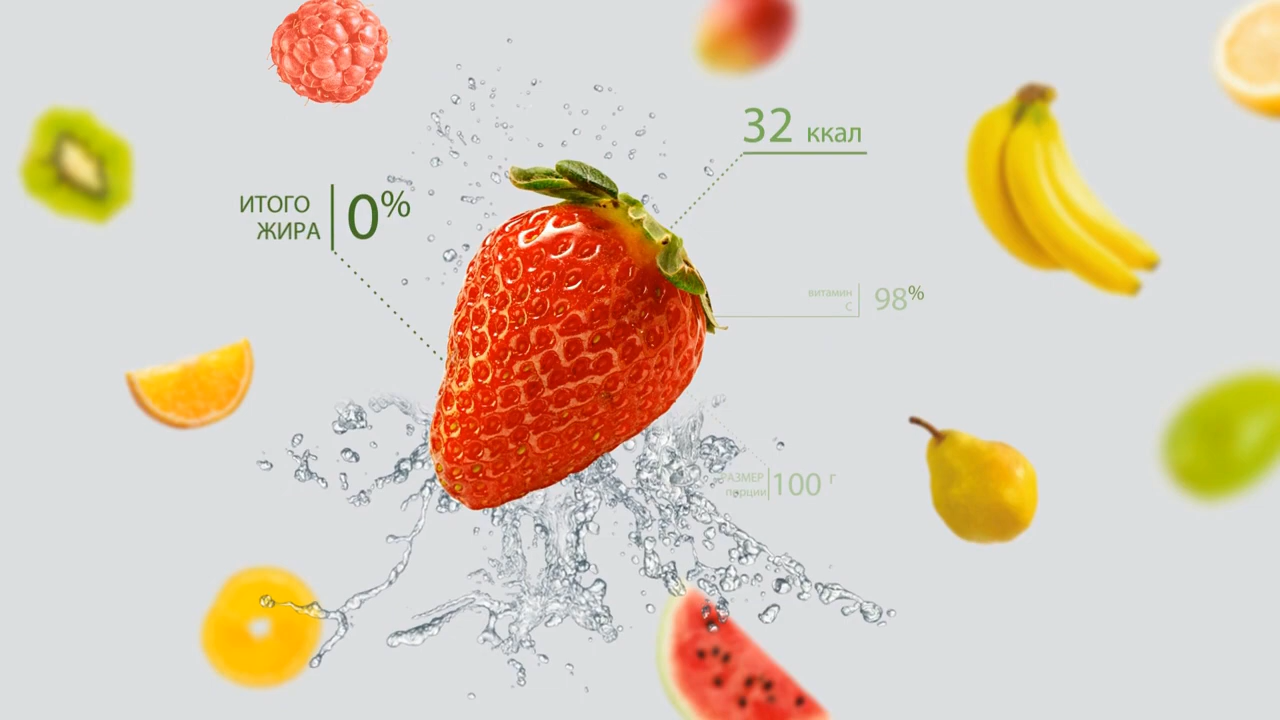 32 ккал
ИТОГО
ЖИРА
0%
витамин
С
98%
РАЗМЕР
порции
100 г